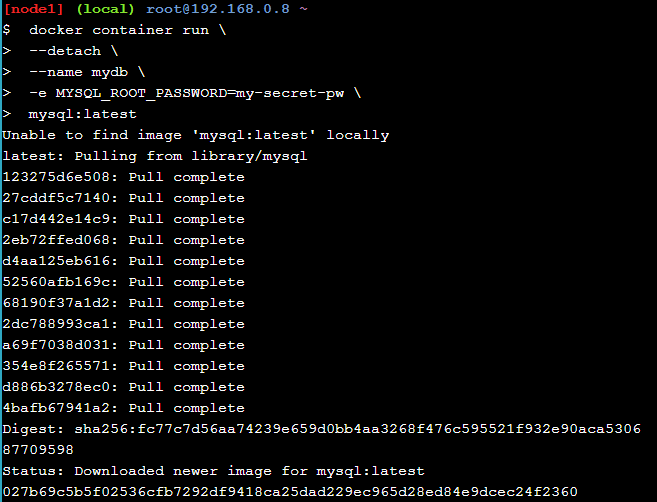 [node1] (local) root@192.168.0.8 ~
$  docker container run \
>  --detach \
>  --name mydb \
>  -e MYSQL_ROOT_PASSWORD=my-secret-pw \
>  mysql:latest
Unable to find image 'mysql:latest' locally
latest: Pulling from library/mysql
123275d6e508: Pull complete
27cddf5c7140: Pull complete
c17d442e14c9: Pull complete
2eb72ffed068: Pull complete
d4aa125eb616: Pull complete
52560afb169c: Pull complete
68190f37a1d2: Pull complete
2dc788993ca1: Pull complete
a69f7038d031: Pull complete
354e8f265571: Pull complete
d886b3278ec0: Pull complete
4bafb67941a2: Pull complete
Digest: sha256:fc77c7d56aa74239e659d0bb4aa3268f476c595521f932e90aca5306
87709598
Status: Downloaded newer image for mysql:latest
027b69c5b5f02536cfb7292df9418ca25dad229ec965d28ed84e9dcec24f2360